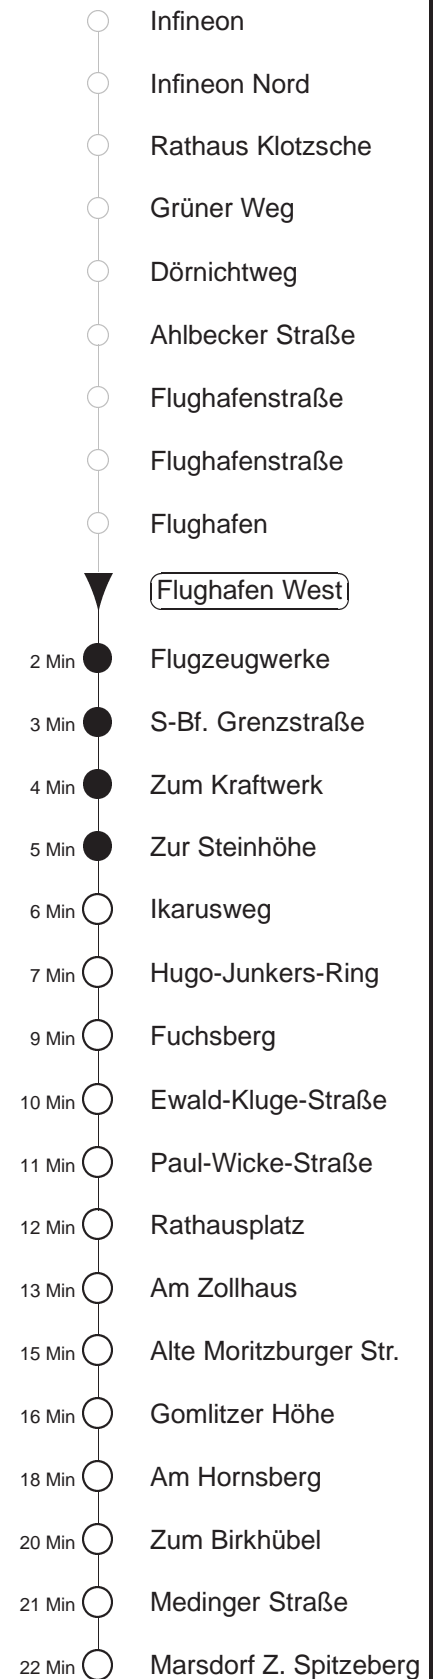 Infineon
Infineon Nord
Rathaus Klotzsche
Grüner Weg
Dörnichtweg
Ahlbecker Straße
Flughafenstraße
Flughafenstraße
Flughafen
Flughafen West
2 Min Flugzeugwerke
3 Min S-Bf. Grenzstraße
4 Min Zum Kraftwerk
5 Min Zur Steinhöhe
6 Min Ikarusweg
7 Min Hugo-Junkers-Ring
9 Min Fuchsberg
10 Min Ewald-Kluge-Straße
11 Min Paul-Wicke-Straße
12 Min Rathausplatz
13 Min Am Zollhaus
15 Min Alte Moritzburger Str.
16 Min Gomlitzer Höhe
18 Min Am Hornsberg
20 Min Zum Birkhübel
21 Min Medinger Straße
22 Min Marsdorf Z. Spitzeberg